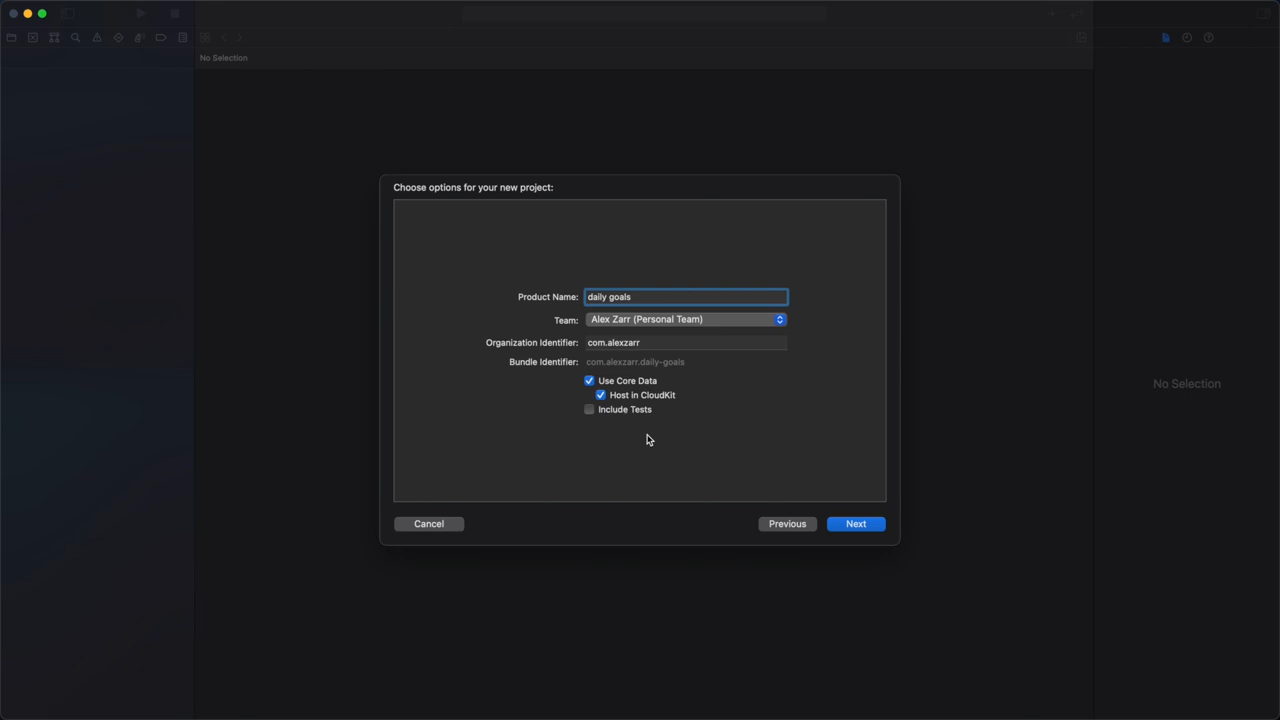 No Selection
Choose options for your new project:
Product Name: daily goals
Team: Alex Zarr (Personal Team)
Organization Identifier: com.alexzarr
Bundle Identifier: com.alexzarr.daily-goals
Use Core Data
Host in CloudKit
Include Tests
No Selection
Cancel Previous Next